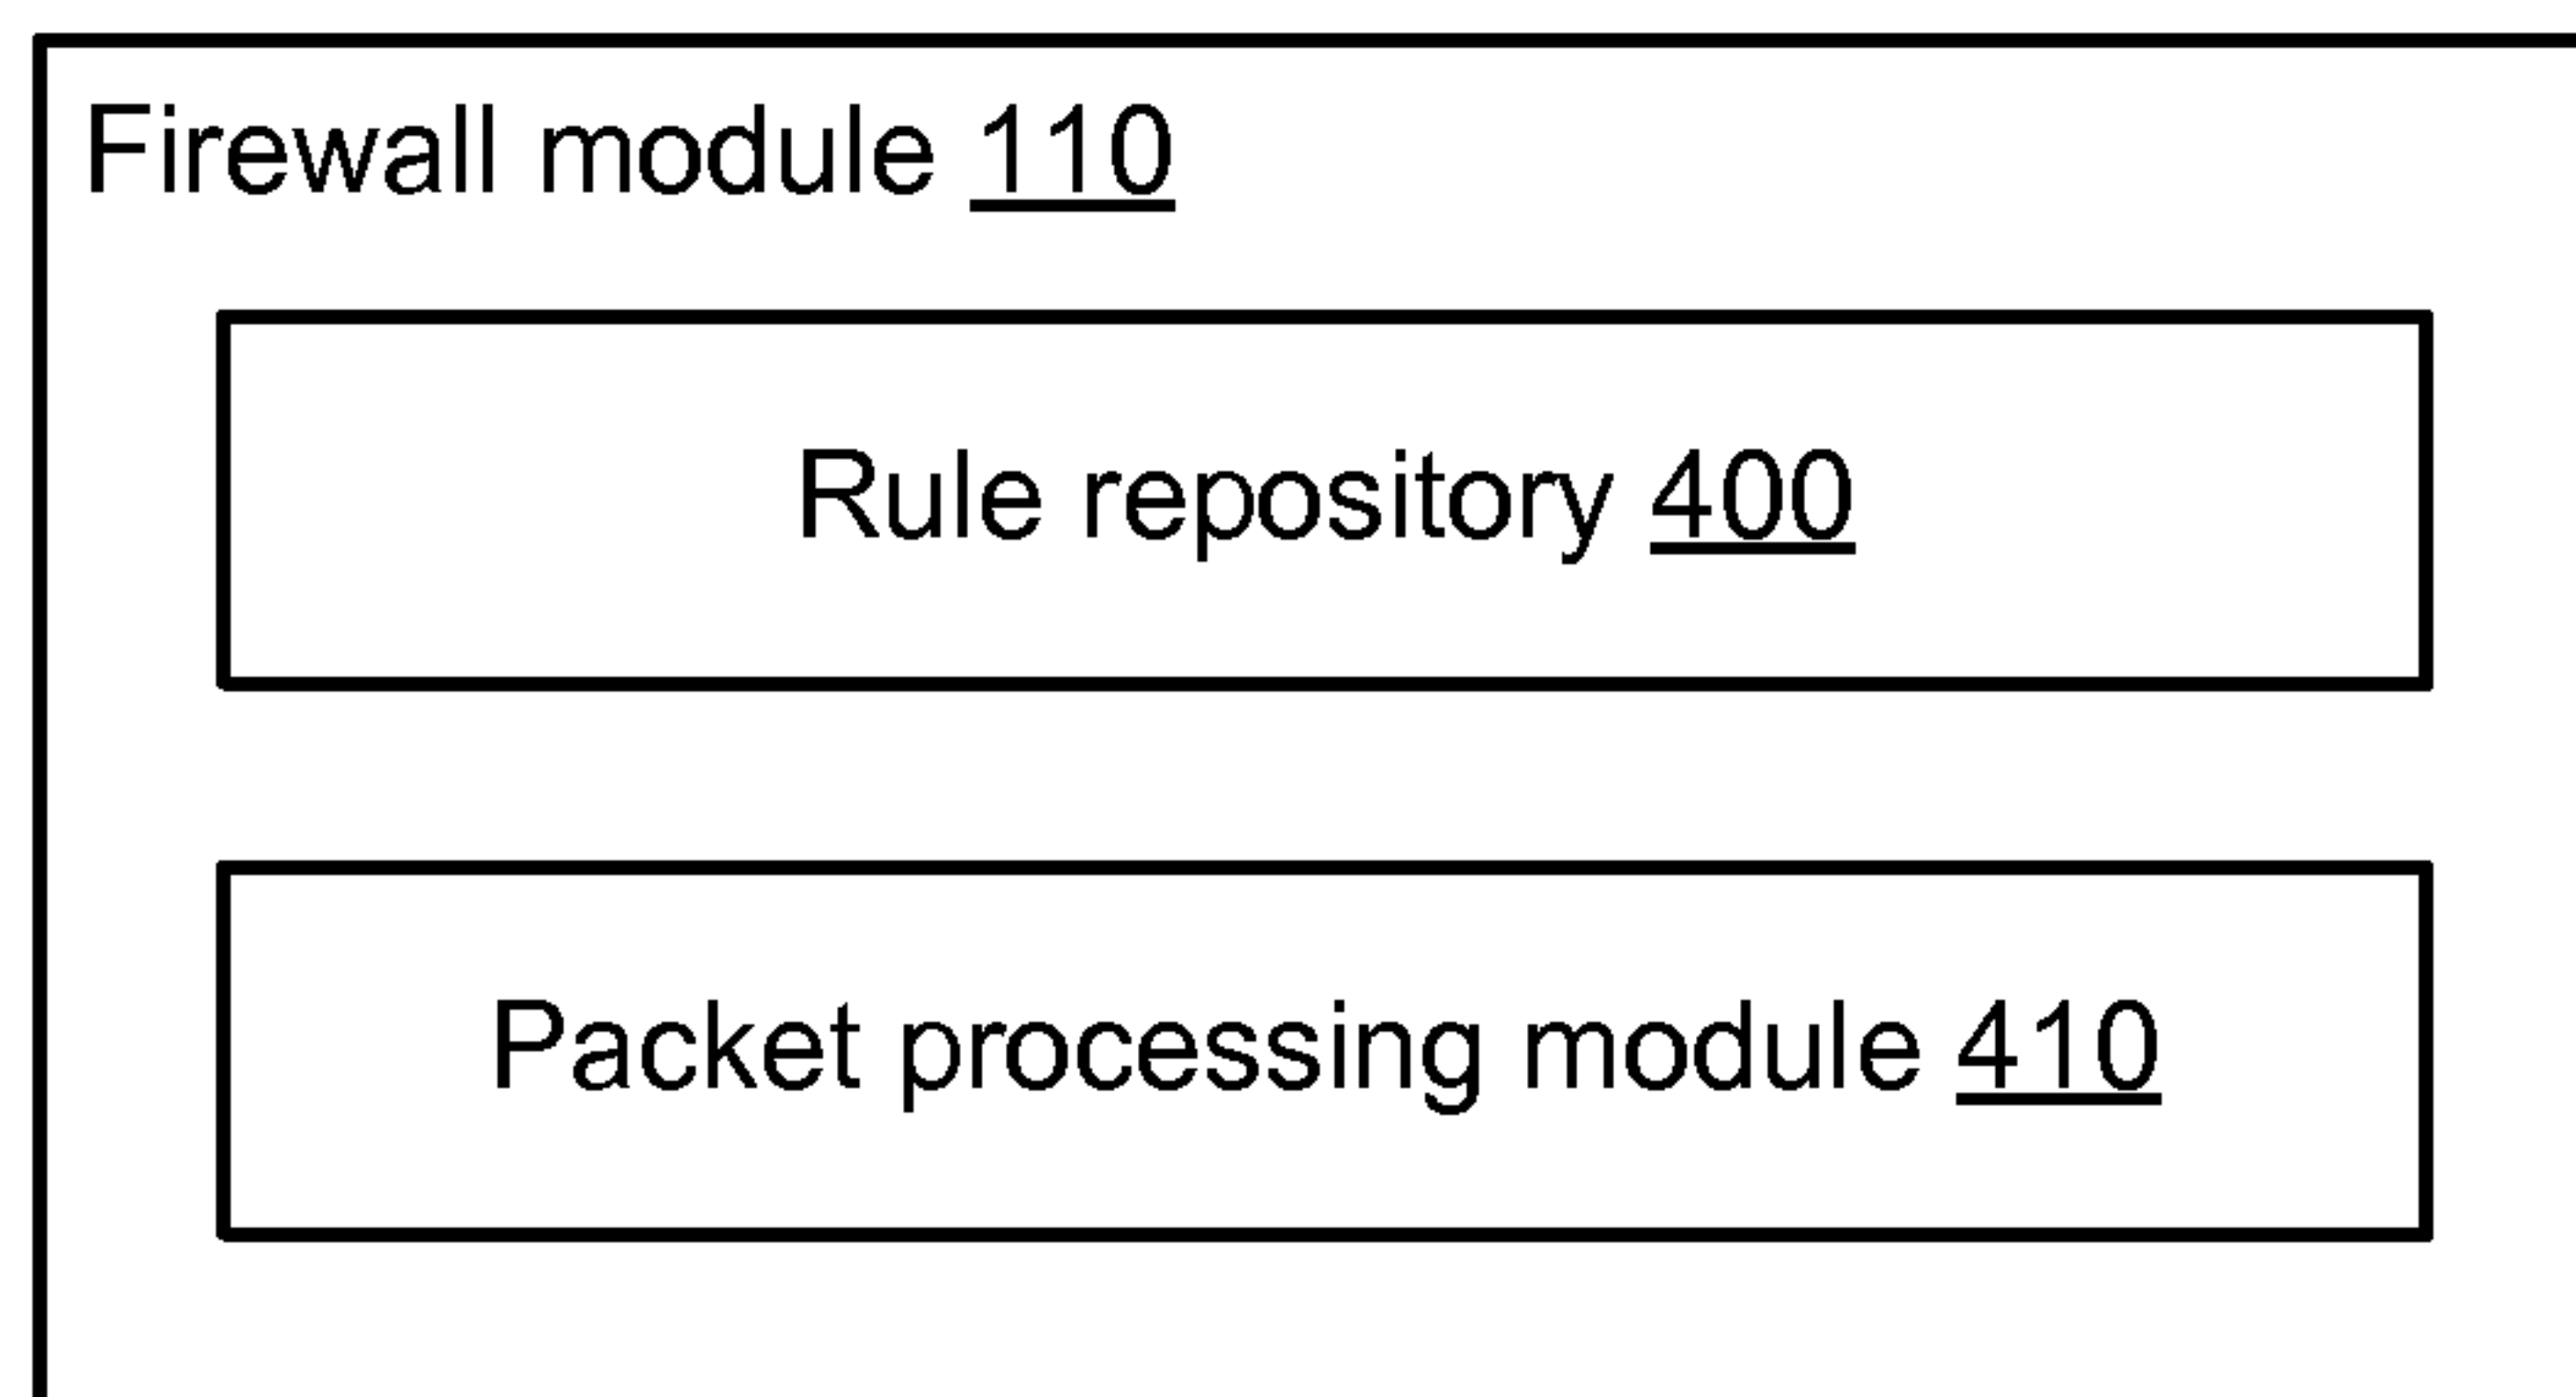 Firewall module 110
Rule repository 400
Packet processing module 410